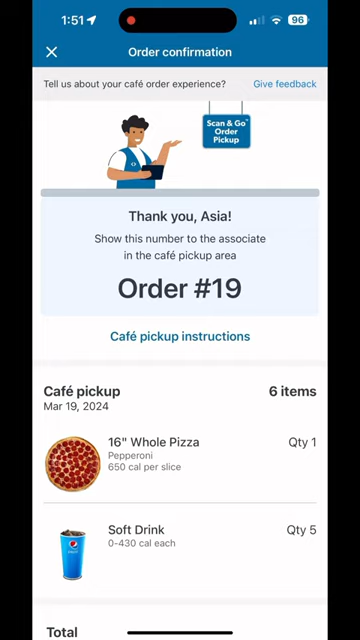 1:51
96
Order confirmation
Tell us about your café order experience? Give feedback
Scan & Go
Order
Pickup
Thank you, Asia!
Show this number to the associate
in the café pickup area
Order #19
Café pickup instructions
Café pickup 6 items
Mar 19, 2024
16" Whole Pizza Qty 1
Pepperoni
650 cal per slice
Soft Drink Qty 5
0-430 cal each
pepsi
Total